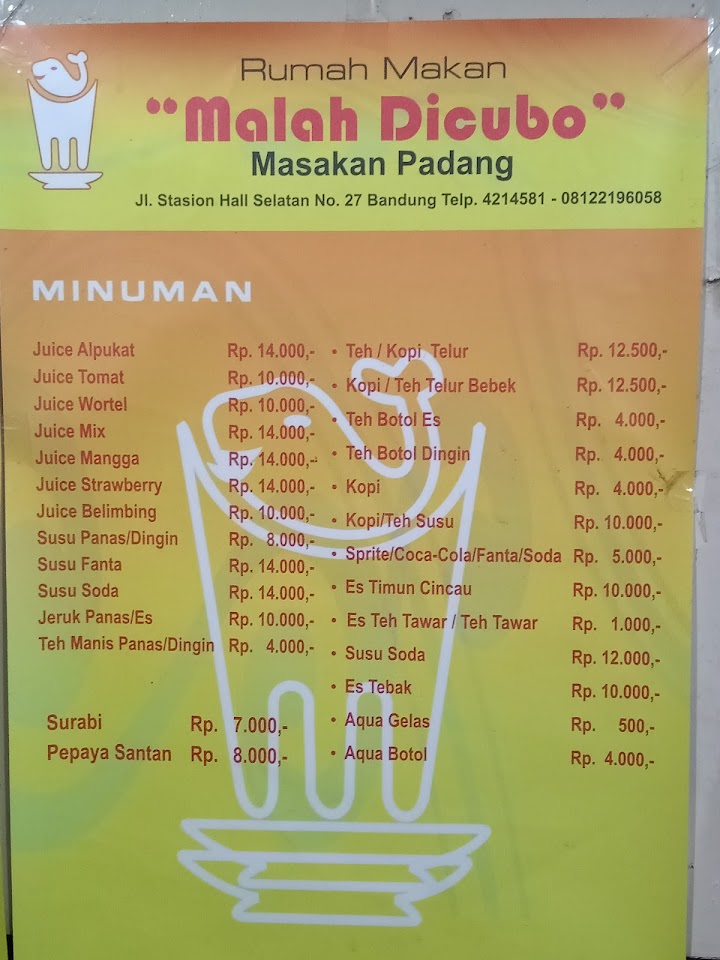 Rumah Makan
"Malah Dicubo"
Masakan Padang
Jl. Stasion Hall Selatan No. 27 Bandung Telp. 4214581 - 08122196058
MINUMAN
Juice Alpukat Rp. 14.000,-
Juice Tomat Rp. 10.000,-
Juice Wortel Rp. 10.000,-
Juice Mix Rp. 14.000,-
Juice Mangga Rp. 14.000,-
Juice Strawberry Rp. 14.000,-
Juice Belimbing Rp. 10.000,-
Susu Panas/Dingin Rp. 8.000,-
Susu Fanta Rp. 14.000,-
Susu Soda Rp. 14.000,-
Jeruk Panas/Es Rp. 10.000,-
Teh Manis Panas/Dingin Rp. 4.000,-
Surabi Rp. 7.000,-
Pepaya Santan Rp. 8.000,-
• Teh / Kopi Telur Rp. 12.500,-
• Kopi / Teh Telur Bebek Rp. 12.500,-
• Teh Botol Es Rp. 4.000,-
• Teh Botol Dingin Rp. 4.000,-
• Kopi Rp. 4.000,-
• Kopi/Teh Susu Rp. 10.000,-
• Sprite/Coca-Cola/Fanta/Soda Rp. 5.000,-
• Es Timun Cincau Rp. 10.000,-
• Es Teh Tawar / Teh Tawar Rp. 1.000,-
• Susu Soda Rp. 12.000,-
• Es Tebak Rp. 10.000,-
• Aqua Gelas Rp. 500,-
• Aqua Botol Rp. 4.000,-